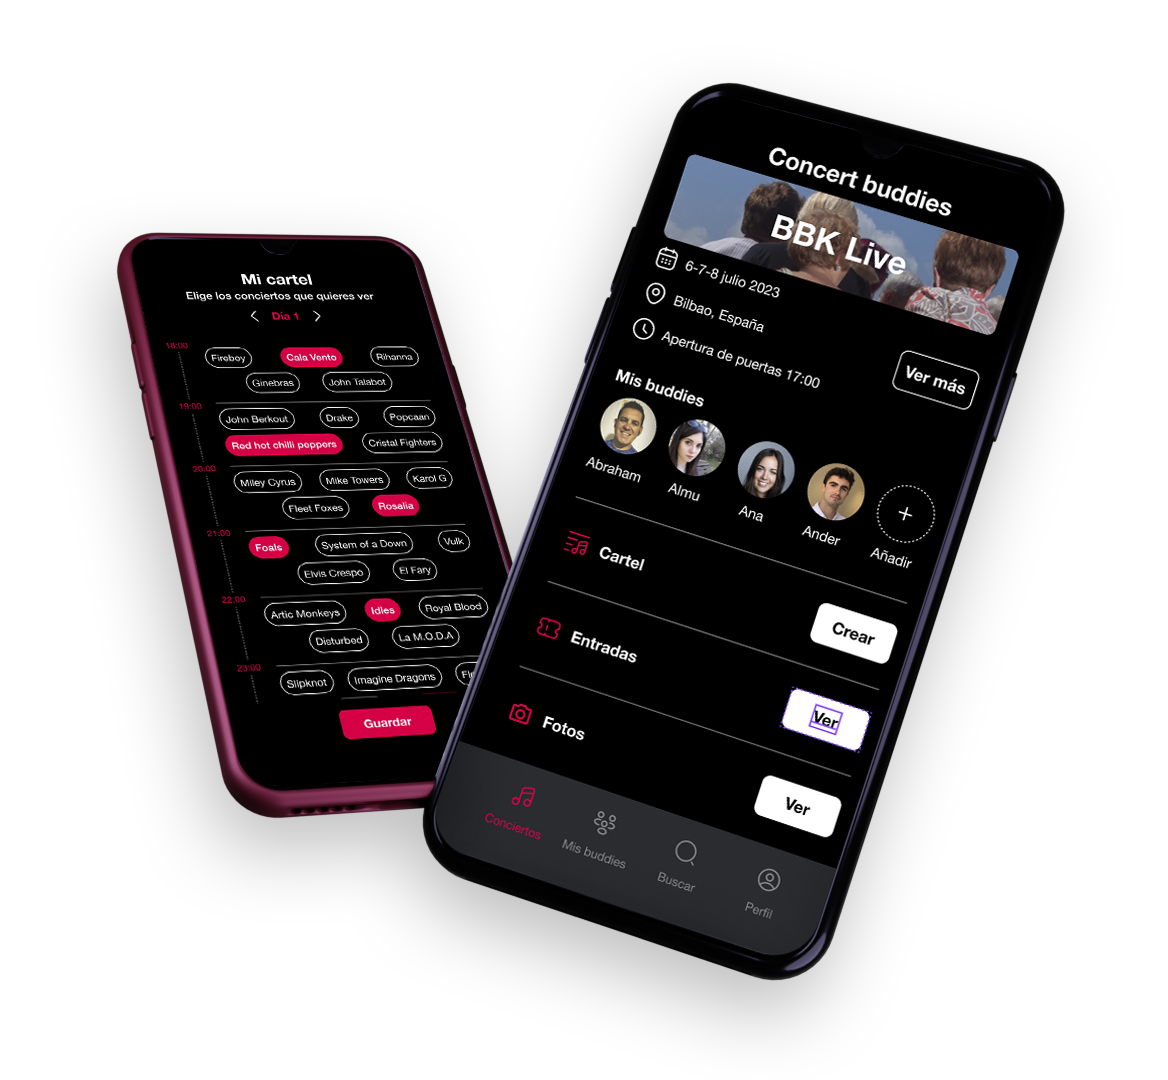 Mi cartel
Elige los conciertos que quieres ver
Día 1
18:00
Fireboy
Cala Vento
Rihanna
Ginebras
John Talabot
19:00
John Berkout
Drake
Popcaan
Red hot chilli peppers
Cristal Fighters
20:00
Miley Cyrus
Mike Towers
Karol G
Fleet Foxes
Rosalia
21:00
Foals
System of a Down
Vulk
Elvis Crespo
El Fary
22:00
Artic Monkeys
Idles
Royal Blood
Disturbed
La M.O.D.A
23:00
Slipknot
Imagine Dragons
Guardar
Concert buddies
BBK Live
6-7-8 julio 2023
Bilbao, España
Apertura de puertas 17:00
Ver más
Mis buddies
Abraham
Almu
Ana
Ander
Añadir
Cartel
Crear
Entradas
Ver
Fotos
Ver
Conciertos
Mis buddies
Buscar
Perfil